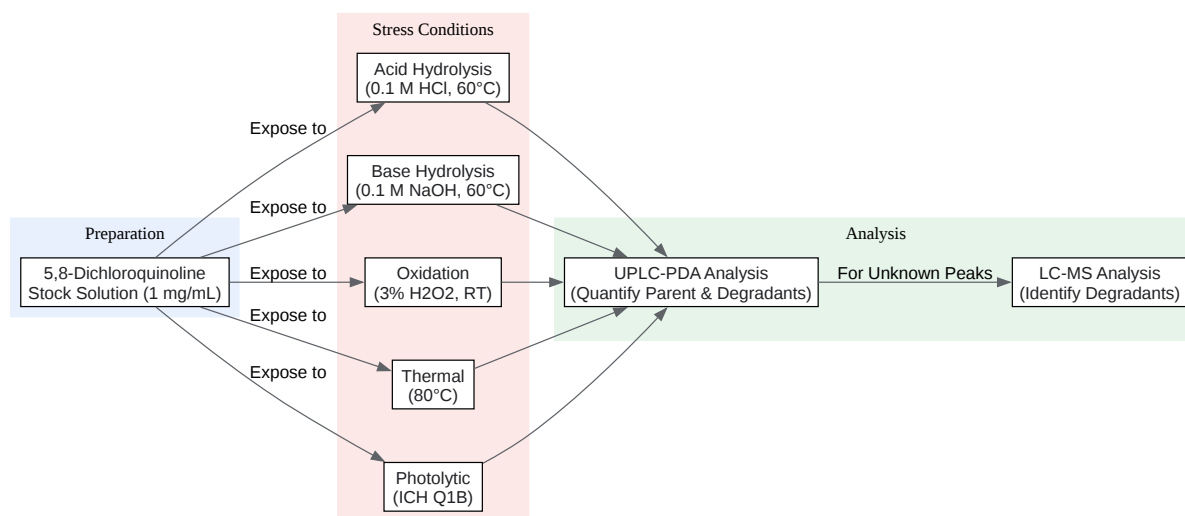 Stress Conditions
Acid Hydrolysis
(0.1 M HCl, 60°C)
Expose to
Base Hydrolysis
(0.1 M NaOH, 60°C)
Expose to
Preparation
Analysis
5,8-Dichloroquinoline
Stock Solution (1 mg/mL)
Expose to
Oxidation
(3% H2O2, RT)
UPLC-PDA Analysis
(Quantify Parent & Degradants)
For Unknown Peaks
LC-MS Analysis
(Identify Degradants)
Expose to
Thermal
(80°C)
Expose to
Photolytic
(ICH Q1B)